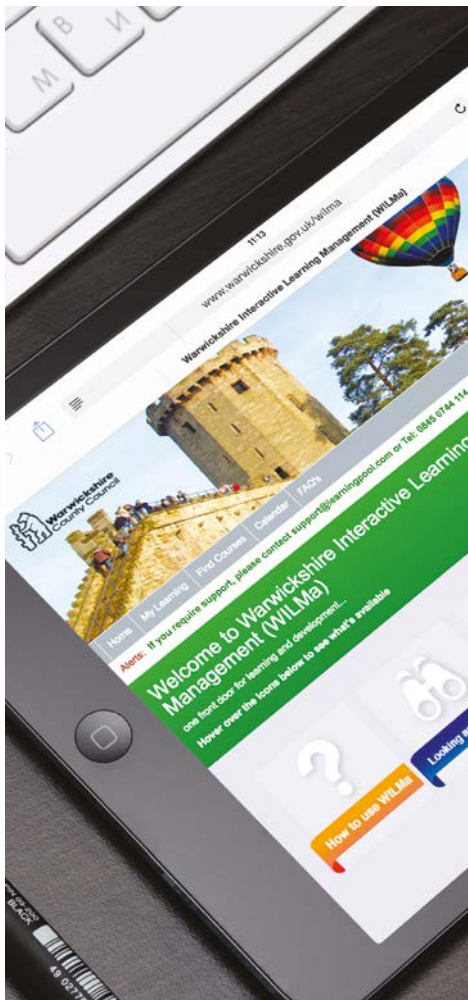 В
И
М
11:13
www.warwickshire.gov.uk/wilma
Warwickshire Interactive Learning Management (WILMa)
Warwickshire
County Council
Home My Learning Find Courses Calendar FAQ's
Alerts: If you require support, please contact support@learningpool.com or Tel: 0845 0744 114
Welcome to Warwickshire Interactive Learning
Management (WILMa)
one front door for learning and development...
Hover over the icons below to see what's available
?
How to use WILMa
Looking
BLACK
49 0277